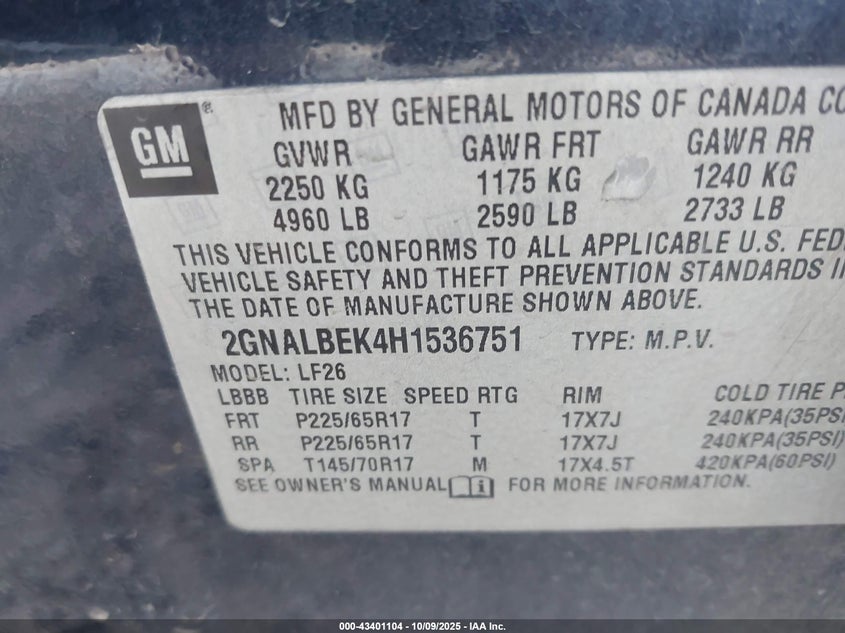 MFD BY GENERAL MOTORS OF CANADA CO
GM ®
GVWR GAWR FRT GAWR RR
2250 KG 1175 KG 1240 KG
4960 LB 2590 LB 2733 LB
THIS VEHICLE CONFORMS TO ALL APPLICABLE U.S. FED
VEHICLE SAFETY AND THEFT PREVENTION STANDARDS I
THE DATE OF MANUFACTURE SHOWN ABOVE.
2GNALBEK4H1536751 TYPE: M.P.V.
MODEL: LF26
LBBB TIRE SIZE SPEED RTG RIM COLD TIRE P
FRT P225/65R17 T 17X7J 240KPA(35PSI
RR P225/65R17 T 17X7J 240KPA(35PSI)
SPA T145/70R17 M 17X4.5T 420KPA(60PSI)
SEE OWNER'S MANUAL i FOR MORE INFORMATION.
000-43401104 - 10/09/2025 - IAA Inc.